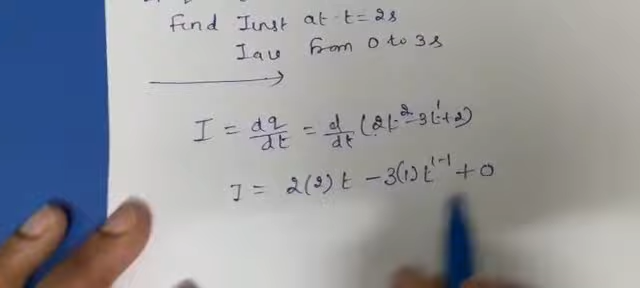 Find Iinst at t = 2s
Iav from 0 to 3s
I = dq/dt = d/dt (2t² - 3t¹ + 2)
I = 2(2)t - 3(1)t¹⁻¹ + 0